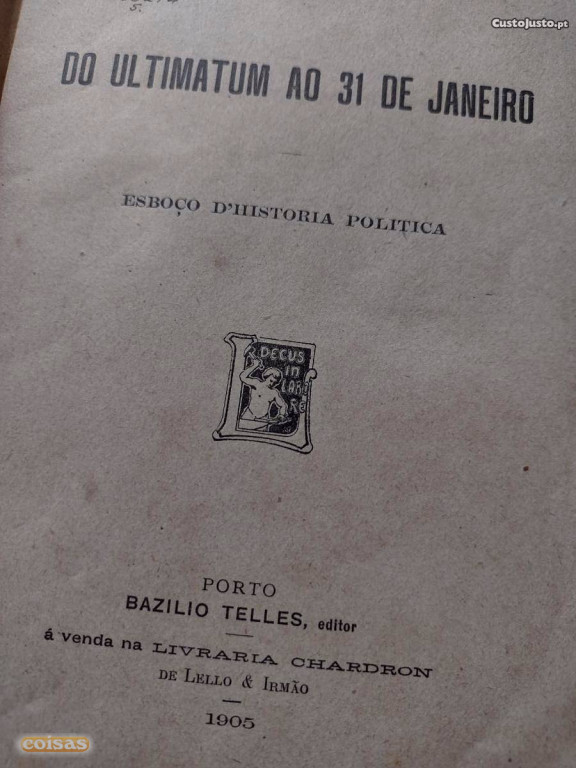 CustoJusto.pt
5.
DO ULTIMATUM AO 31 DE JANEIRO
ESBOÇO D'HISTORIA POLITICA
DECUS
IN
LABORE
PORTO
BAZILIO TELLES, editor
á venda na LIVRARIA CHARDRON
DE LELLO & IRMÃO
1905
coisas